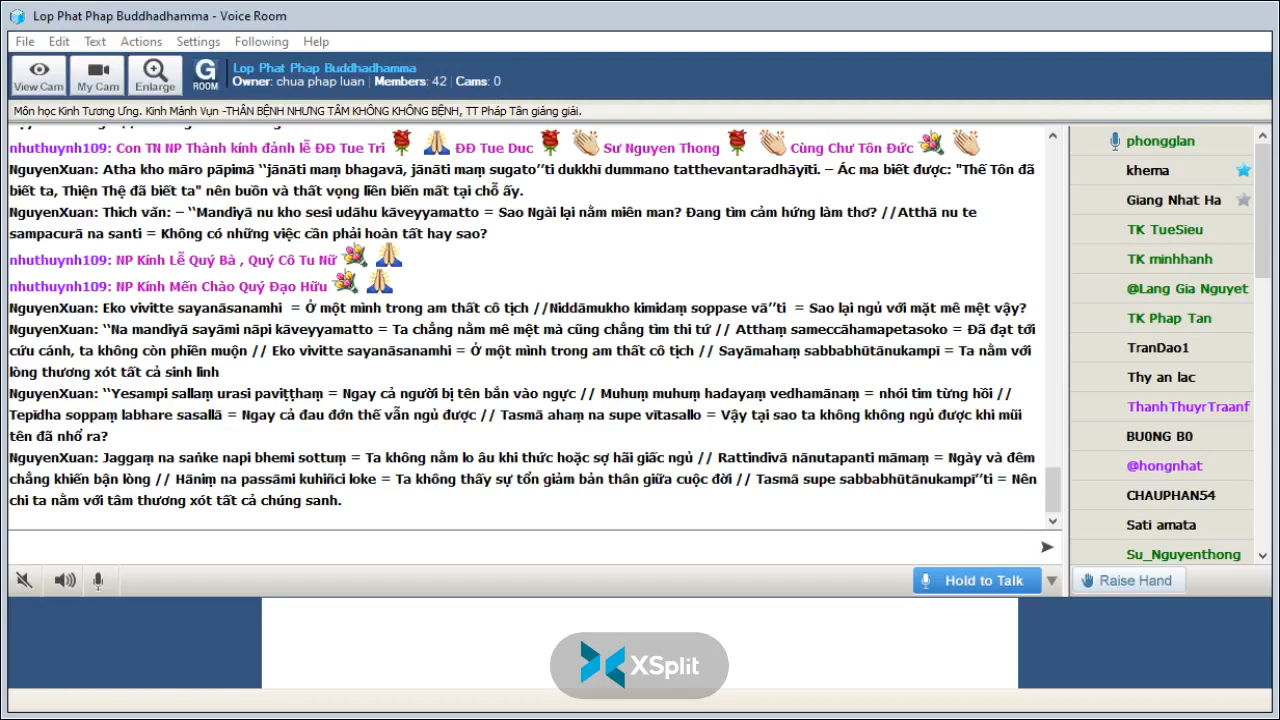 Lop Phat Phap Buddhadhamma - Voice Room
File Edit Text Actions Settings Following Help
View Cam
My Cam
Enlarge
G
ROOM
Lop Phat Phap Buddhadhamma
Owner: chua phap luan | Members: 42 | Cams: 0
Môn học Kinh Tương Ưng. Kinh Mảnh Vụn -THÂN BỆNH NHƯNG TÂM KHÔNG KHÔNG BỆNH, TT Pháp Tân giảng giải.
nhuthuynh109: Con TN NP Thành kính đảnh lễ ĐĐ Tue Tri ĐĐ Tue Duc Sư Nguyen Thong Cùng Chư Tôn Đức
NguyenXuan: Atha kho māro pāpimā “jānāti maṃ bhagavā, jānāti maṃ sugato”ti dukkhī dummano tatthevantaradhāyīti. – Ác ma biết được: "Thế Tôn đã
biết ta, Thiện Thệ đã biết ta" nên buồn và thất vọng liền biến mất tại chỗ ấy.
NguyenXuan: Thich văn: – “Mandiyā nu kho sesi udāhu kāveyyamatto = Sao Ngài lại nằm miên man? Đang tìm cảm hứng làm thơ? //Atthā nu te
sampacurā na santi = Không có những việc cần phải hoàn tất hay sao?
nhuthuynh109: NP Kính Lễ Quý Bà , Quý Cô Tu Nữ
nhuthuynh109: NP Kính Mến Chào Quý Đạo Hữu
NguyenXuan: Eko vivitte sayanāsanamhi = Ở một mình trong am thất cô tịch //Niddāmukho kimidaṃ soppase vā”ti = Sao lại ngủ với mặt mê mệt vậy?
NguyenXuan: “Na mandiyā sayāmi nāpi kāveyyamatto = Ta chẳng nằm mê mệt mà cũng chẳng tìm thi tứ // Atthaṃ sameccāhamapetasoko = Đã đạt tới
cứu cánh, ta không còn phiền muộn // Eko vivitte sayanāsanamhi = Ở một mình trong am thất cô tịch // Sayāmahaṃ sabbabhūtānukampī = Ta nằm với
lòng thương xót tất cả sinh linh
NguyenXuan: “Yesampi sallaṃ urasi paviṭṭhaṃ = Ngay cả người bị tên bắn vào ngực // Muhuṃ muhuṃ hadayaṃ vedhamānaṃ = nhói tim từng hồi //
Tepīdha soppaṃ labhare sasallā = Ngay cả đau đớn thế vẫn ngủ được // Tasmā ahaṃ na supe vītasallo = Vậy tại sao ta không không ngủ được khi mũi
tên đã nhổ ra?
NguyenXuan: Jaggaṃ na saṅke napi bhemi sottuṃ = Ta không nằm lo âu khi thức hoặc sợ hãi giấc ngủ // Rattindivā nānutapanti māmaṃ = Ngày và đêm
chẳng khiến bận lòng // Hāniṃ na passāmi kuhiñci loke = Ta không thấy sự tổn giảm bản thân giữa cuộc đời // Tasmā supe sabbabhūtānukampī”ti = Nên
chi ta nằm với tâm thương xót tất cả chúng sanh.
Hold to Talk
phongglan
khema
Giang Nhat Ha
TK TueSieu
TK minhhanh
@Lang Gia Nguyet
TK Phap Tan
TranDao1
Thy an lac
ThanhThuyrTraanf
BU0NG B0
@hongnhat
CHAUPHAN54
Sati amata
Su_Nguyenthong
Raise Hand
XSplit